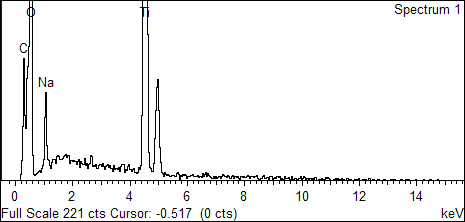 Spectrum 1
O Ti
C
Na
0 2 4 6 8 10 12 14
Full Scale 221 cts Cursor: -0.517 (0 cts) keV